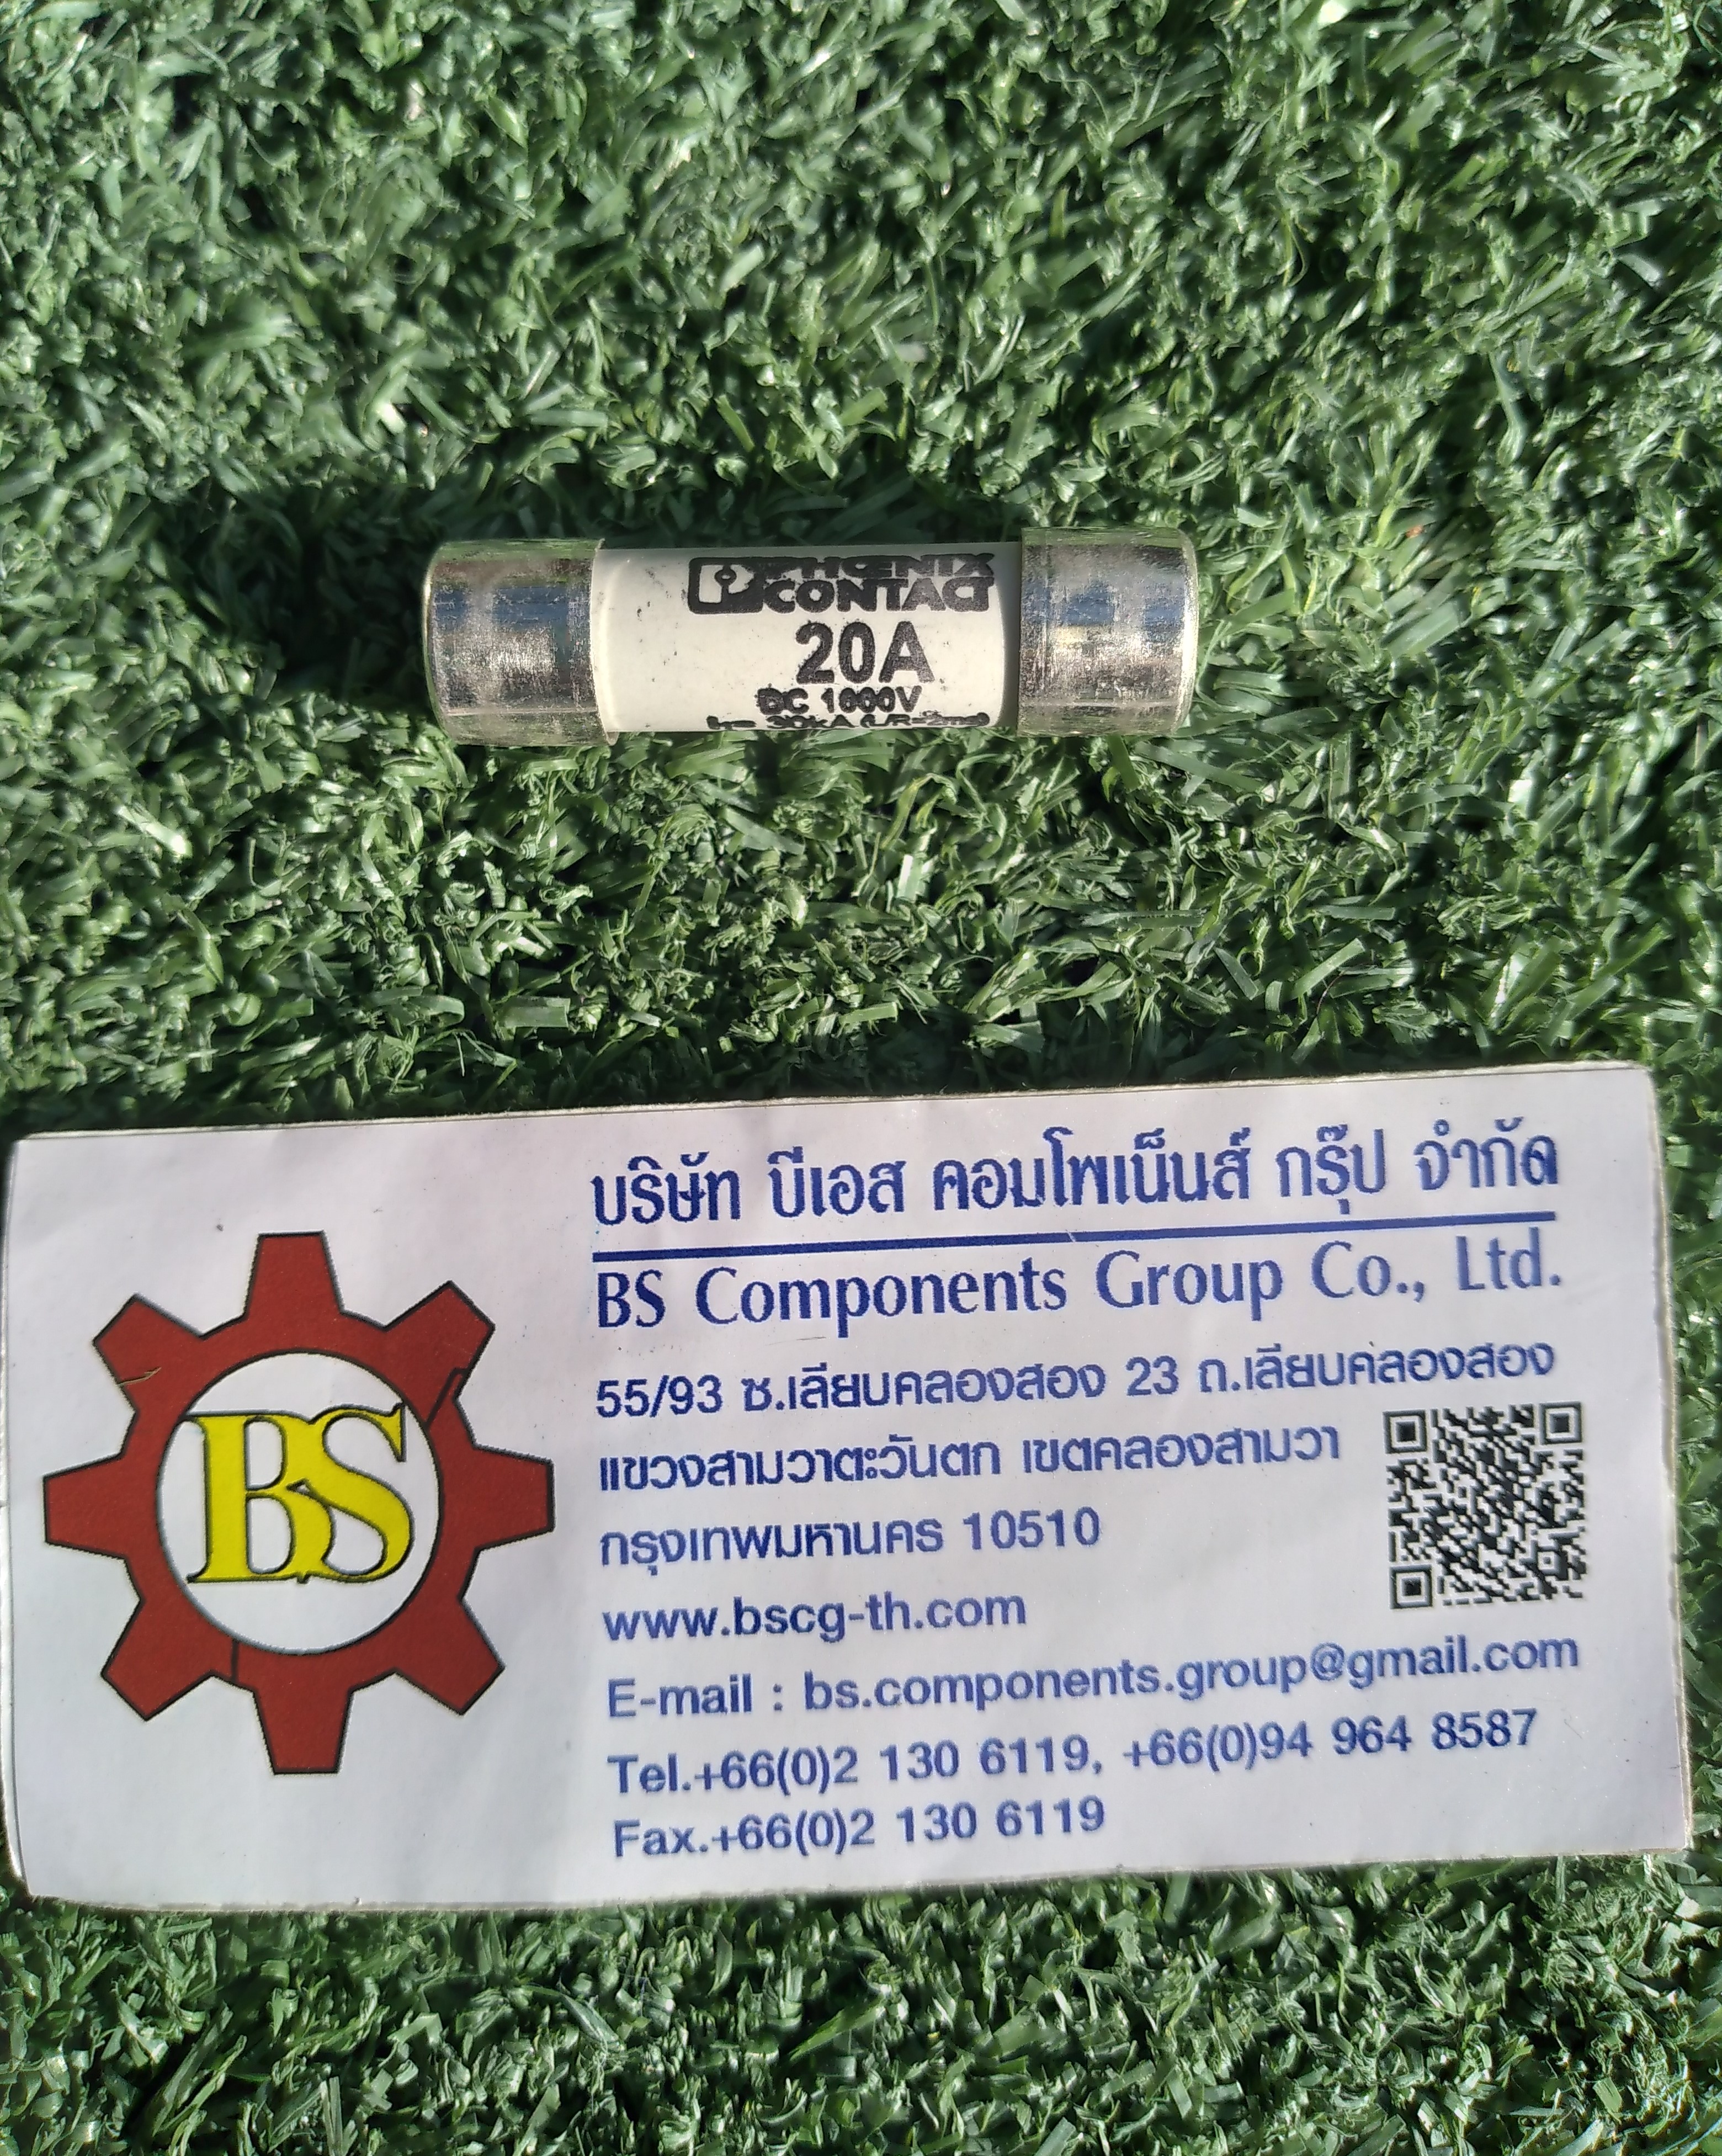 PHŒNIX
CONTACT
20A
DC 1000V
30kA (L/R=2ms)
บริษัท บีเอส คอมโพเน็นส์ กรุ๊ป จำกัด
BS Components Group Co., Ltd.
BS
55/93 ซ.เลียบคลองสอง 23 ถ.เลียบคลองสอง
แขวงสามวาตะวันตก เขตคลองสามวา
กรุงเทพมหานคร 10510
www.bscg-th.com
E-mail : bs.components.group@gmail.com
Tel.+66(0)2 130 6119, +66(0)94 964 8587
Fax.+66(0)2 130 6119